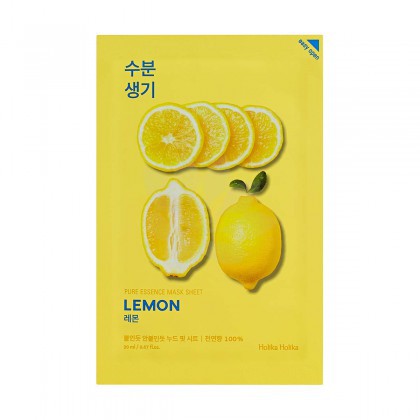 easy open
수분
생기
PURE ESSENCE MASK SHEET
LEMON
레몬
Holika Holika